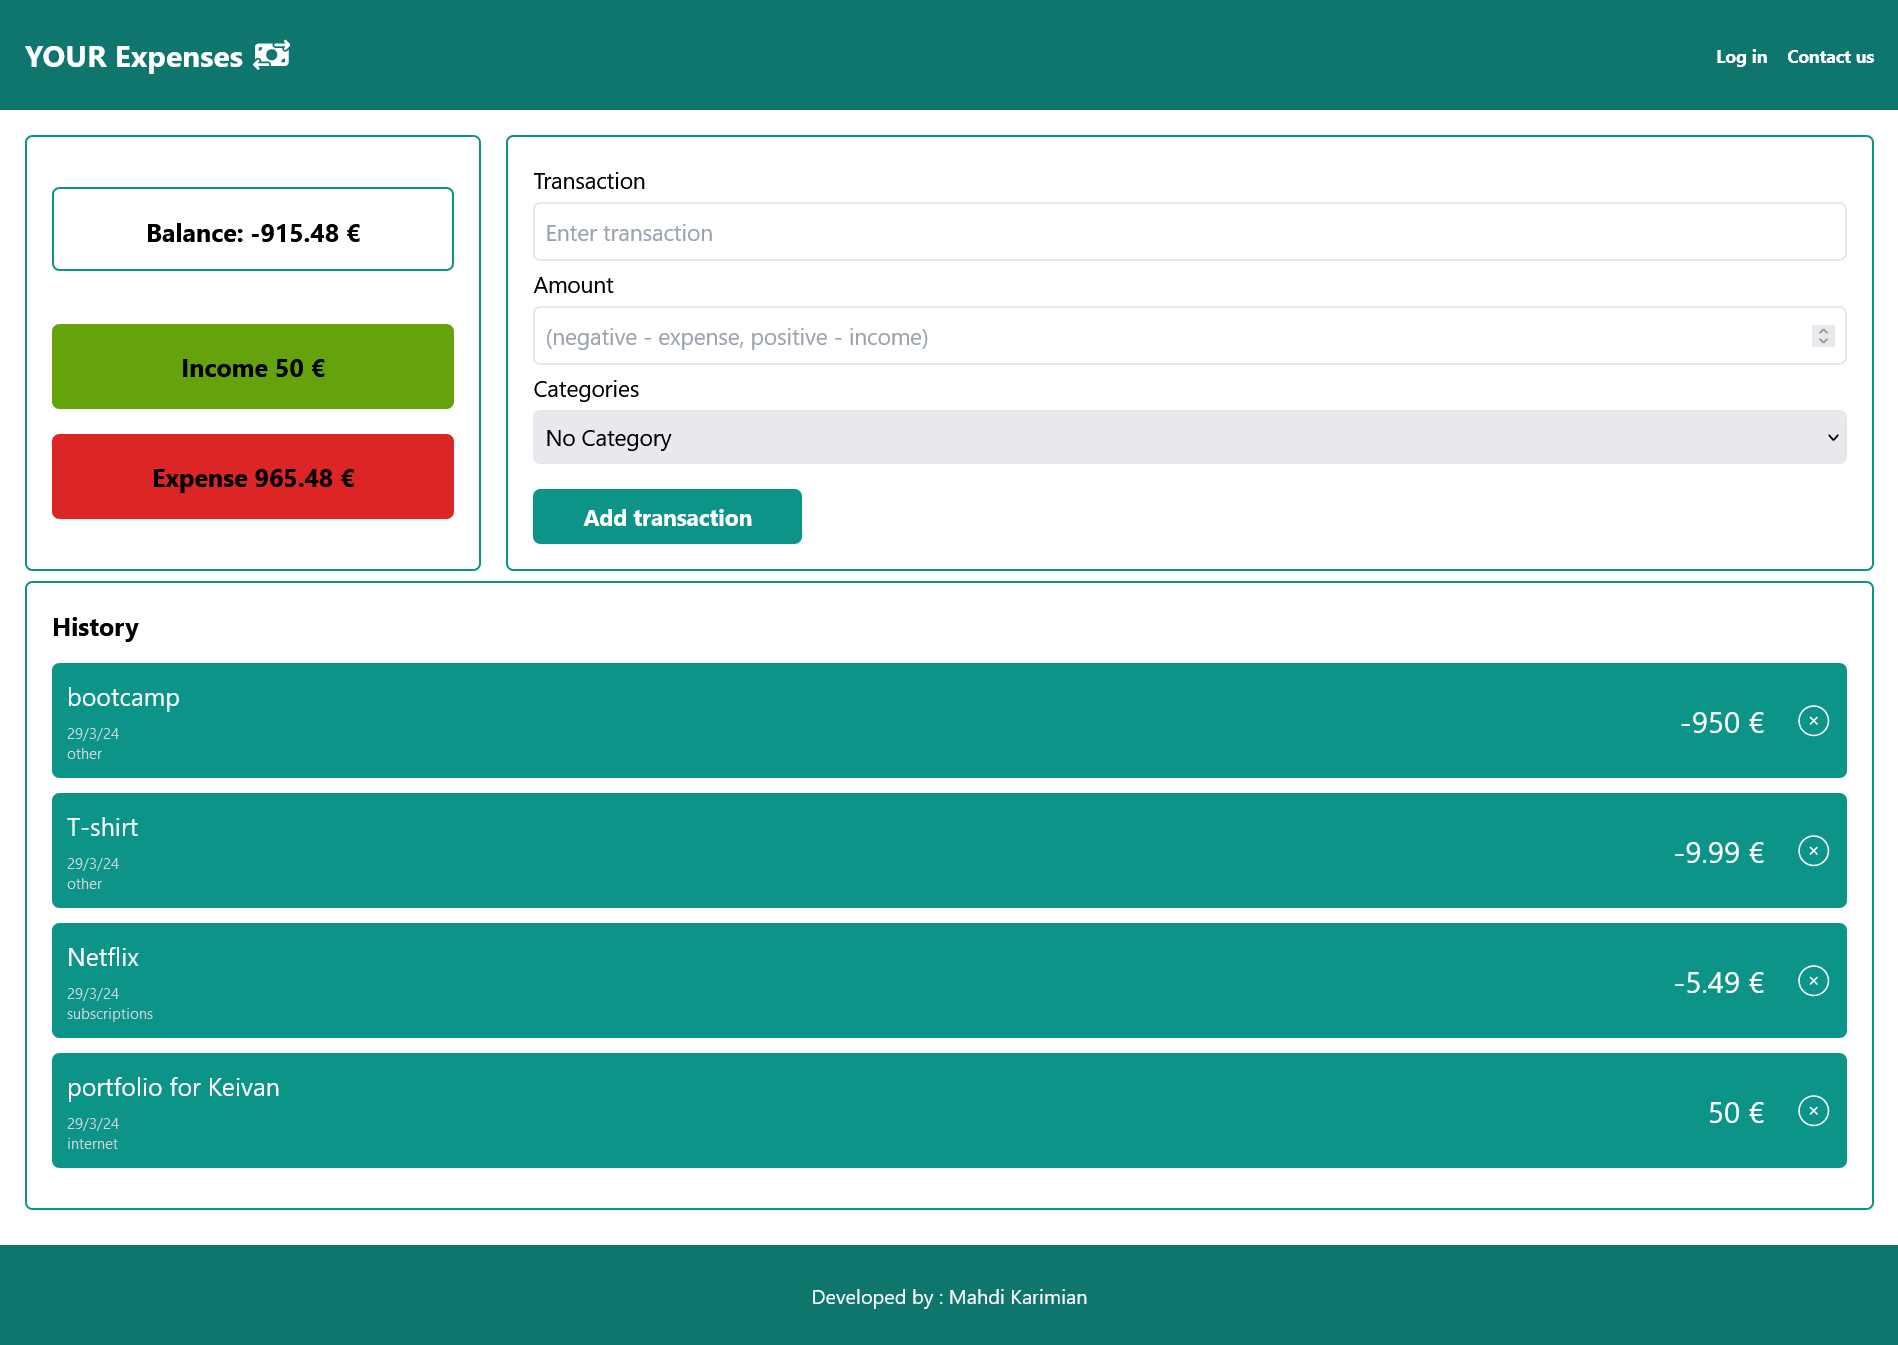 YOUR Expenses
Log in
Contact us
Balance: -915.48 €
Income 50 €
Expense 965.48 €
Transaction
Enter transaction
Amount
(negative - expense, positive - income)
Categories
No Category
Add transaction
History
bootcamp
29/3/24
other
-950 €
T-shirt
29/3/24
other
-9.99 €
Netflix
29/3/24
subscriptions
-5.49 €
portfolio for Keivan
29/3/24
internet
50 €
Developed by : Mahdi Karimian